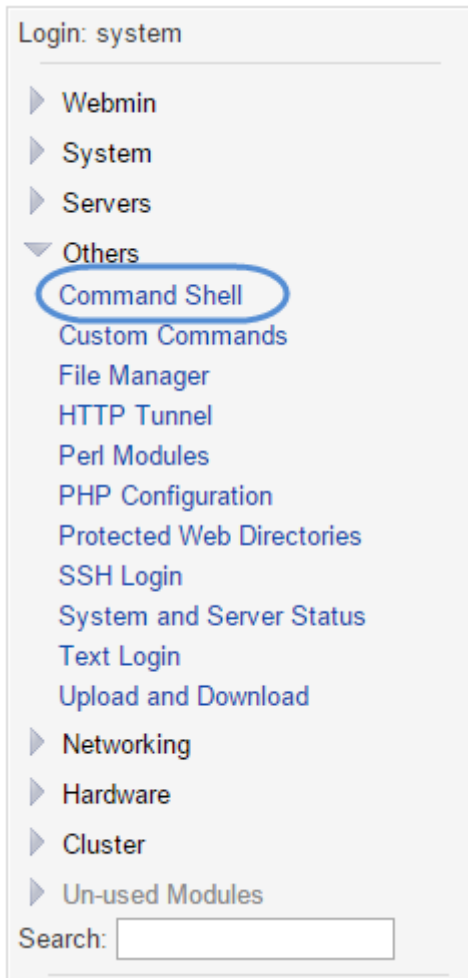 Login: system
Webmin
System
Servers
Others
Command Shell
Custom Commands
File Manager
HTTP Tunnel
Perl Modules
PHP Configuration
Protected Web Directories
SSH Login
System and Server Status
Text Login
Upload and Download
Networking
Hardware
Cluster
Un-used Modules
Search: